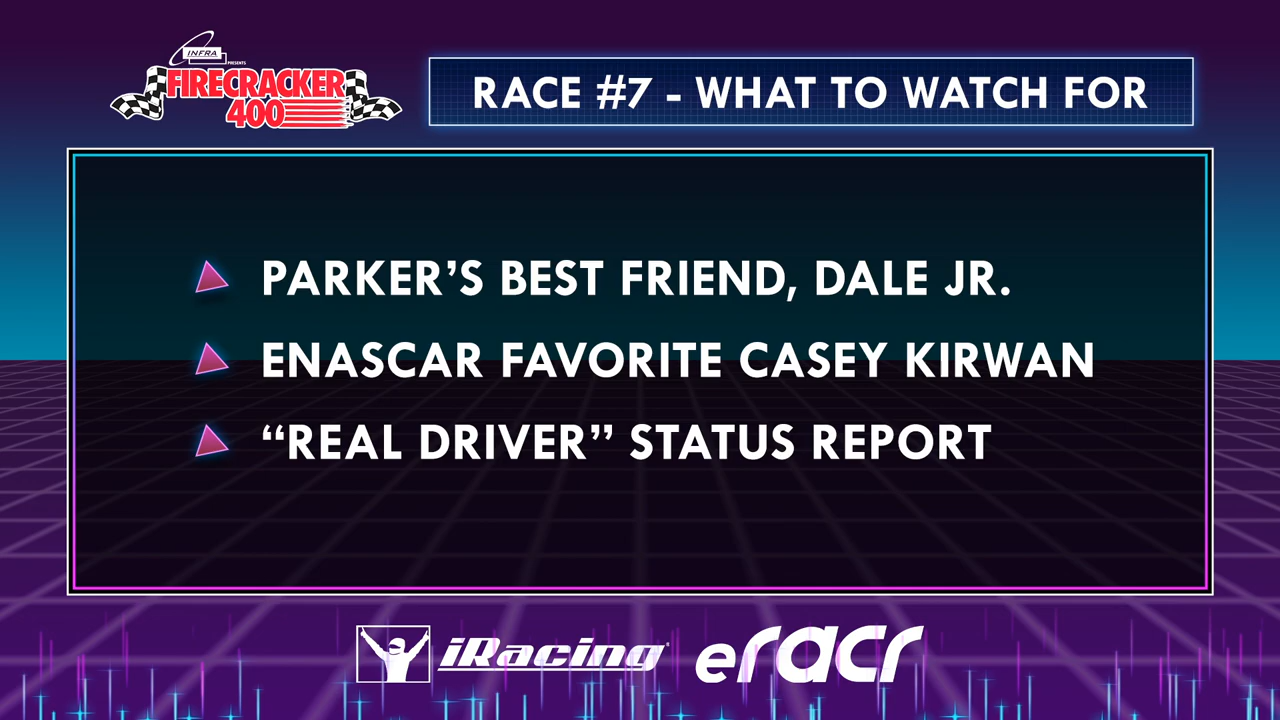 INFRA
PRESENTS
FIRECRACKER
400
RACE #7 - WHAT TO WATCH FOR
PARKER’S BEST FRIEND, DALE JR.
ENASCAR FAVORITE CASEY KIRWAN
“REAL DRIVER” STATUS REPORT
iRacing
eracr